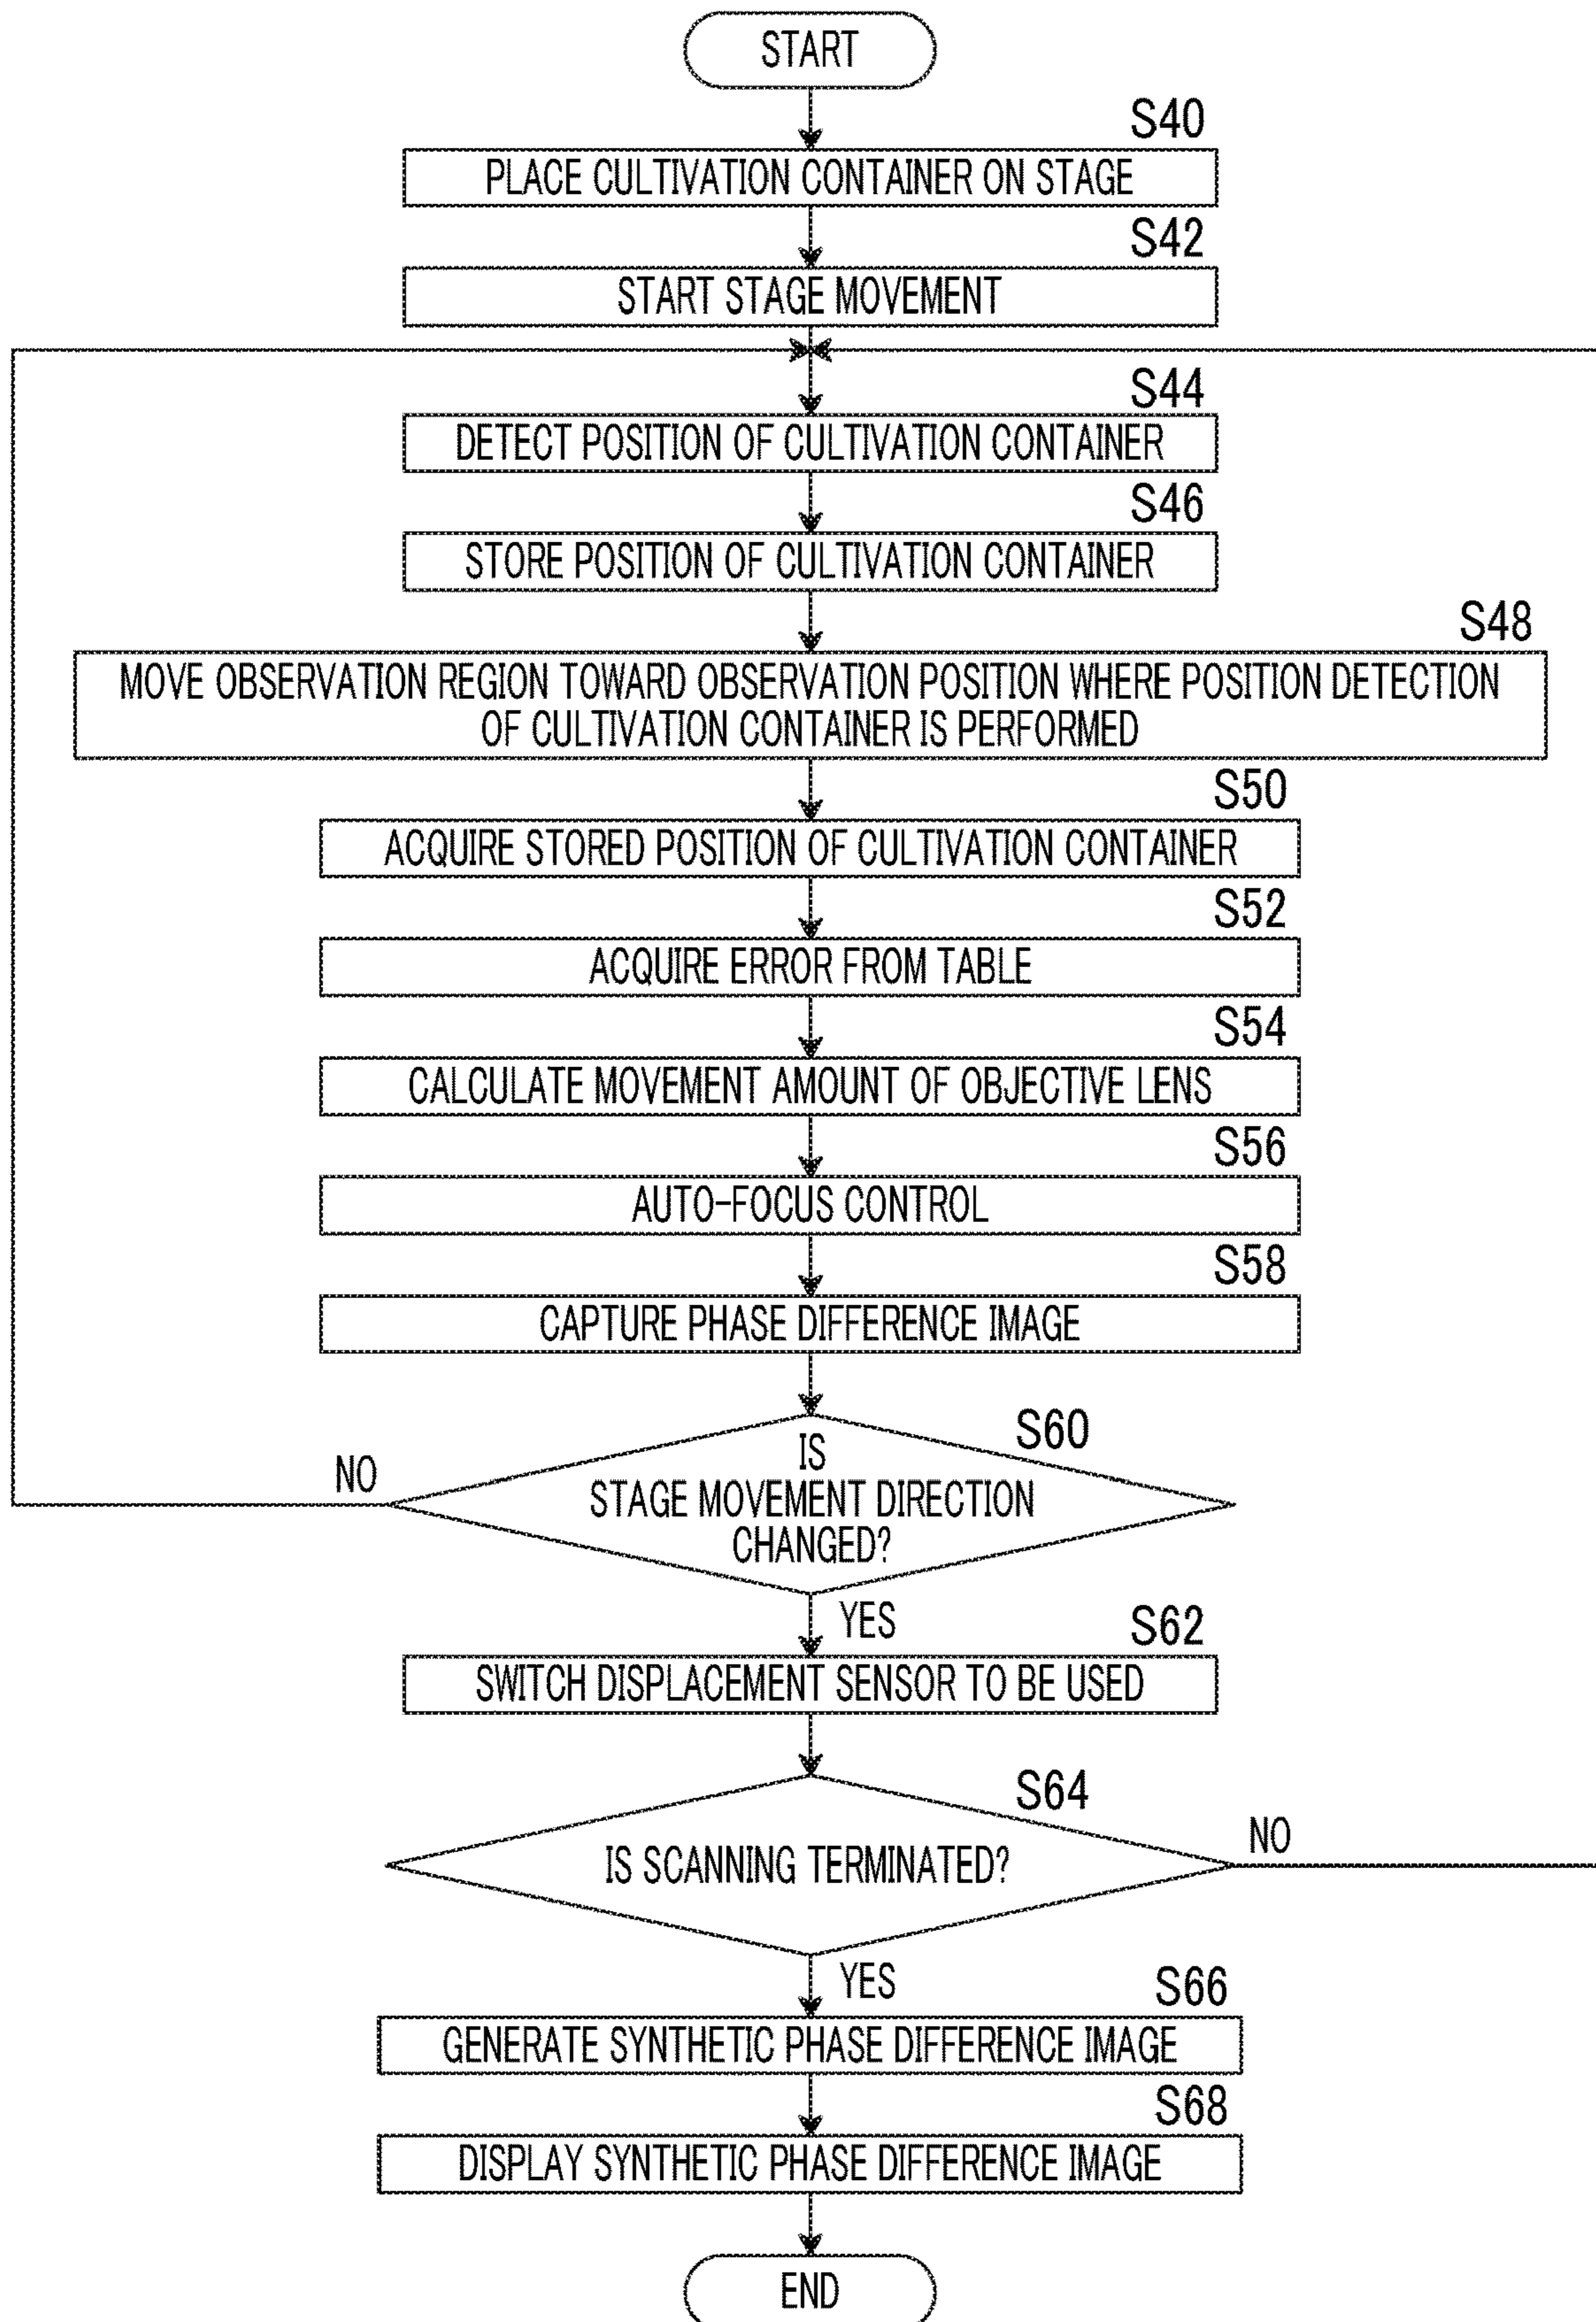 START
S40
PLACE CULTIVATION CONTAINER ON STAGE
S42
START STAGE MOVEMENT
S44
DETECT POSITION OF CULTIVATION CONTAINER
S46
STORE POSITION OF CULTIVATION CONTAINER
S48
MOVE OBSERVATION REGION TOWARD OBSERVATION POSITION WHERE POSITION DETECTION
OF CULTIVATION CONTAINER IS PERFORMED
S50
ACQUIRE STORED POSITION OF CULTIVATION CONTAINER
S52
ACQUIRE ERROR FROM TABLE
S54
CALCULATE MOVEMENT AMOUNT OF OBJECTIVE LENS
S56
AUTO-FOCUS CONTROL
S58
CAPTURE PHASE DIFFERENCE IMAGE
S60
IS
STAGE MOVEMENT DIRECTION
CHANGED?
NO
YES
S62
SWITCH DISPLACEMENT SENSOR TO BE USED
S64
IS SCANNING TERMINATED?
NO
YES
S66
GENERATE SYNTHETIC PHASE DIFFERENCE IMAGE
S68
DISPLAY SYNTHETIC PHASE DIFFERENCE IMAGE
END